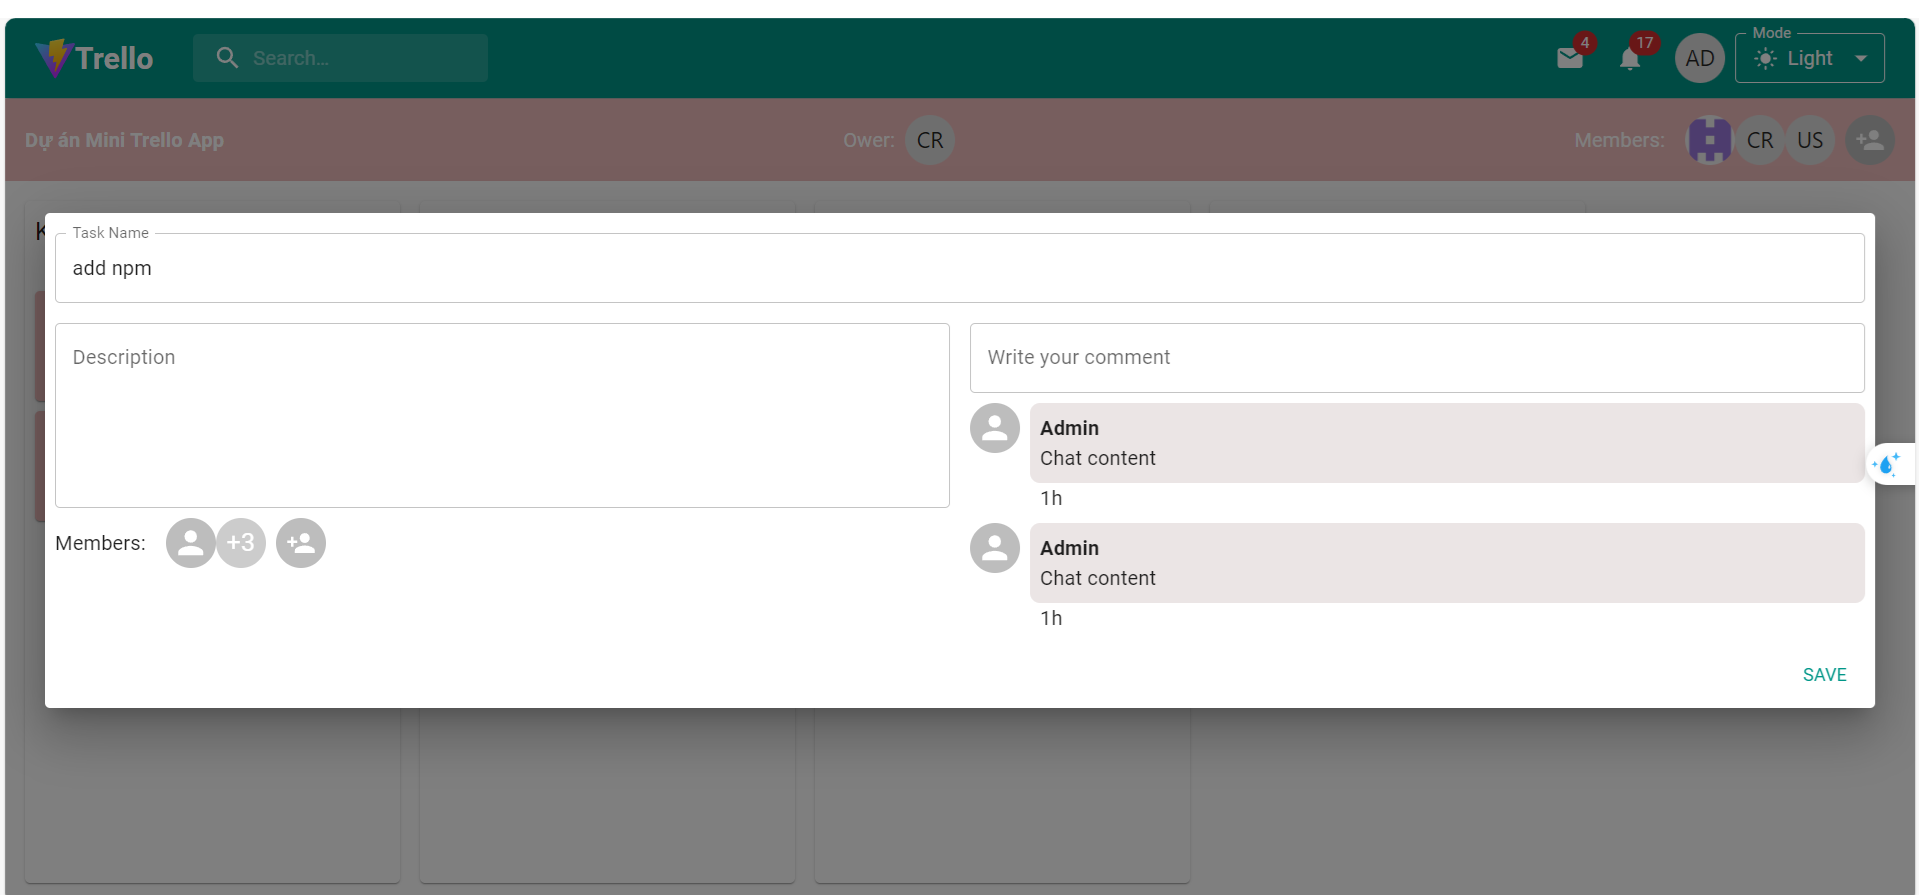 Trello
Search...
4
17
AD
Mode
Light
Dự án Mini Trello App
Ower:
CR
Members:
CR
US
K
Task Name
add npm
Description
Members:
+3
Write your comment
Admin
Chat content
1h
Admin
Chat content
1h
SAVE